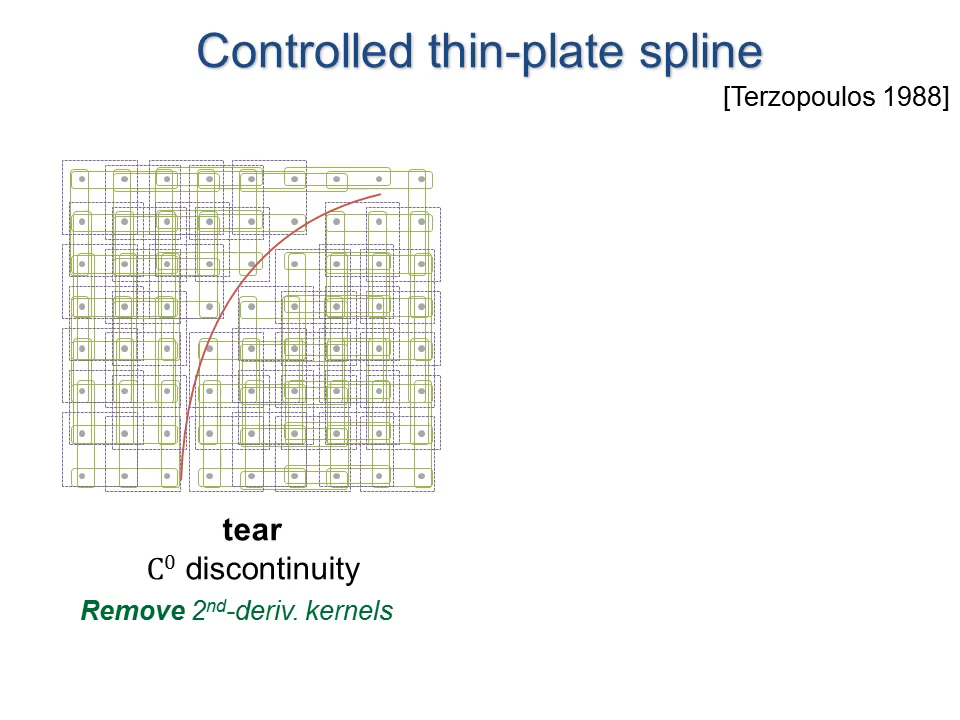 Controlled thin-plate spline
[Terzopoulos 1988]
tear
C⁰ discontinuity
Remove 2ⁿᵈ-deriv. kernels